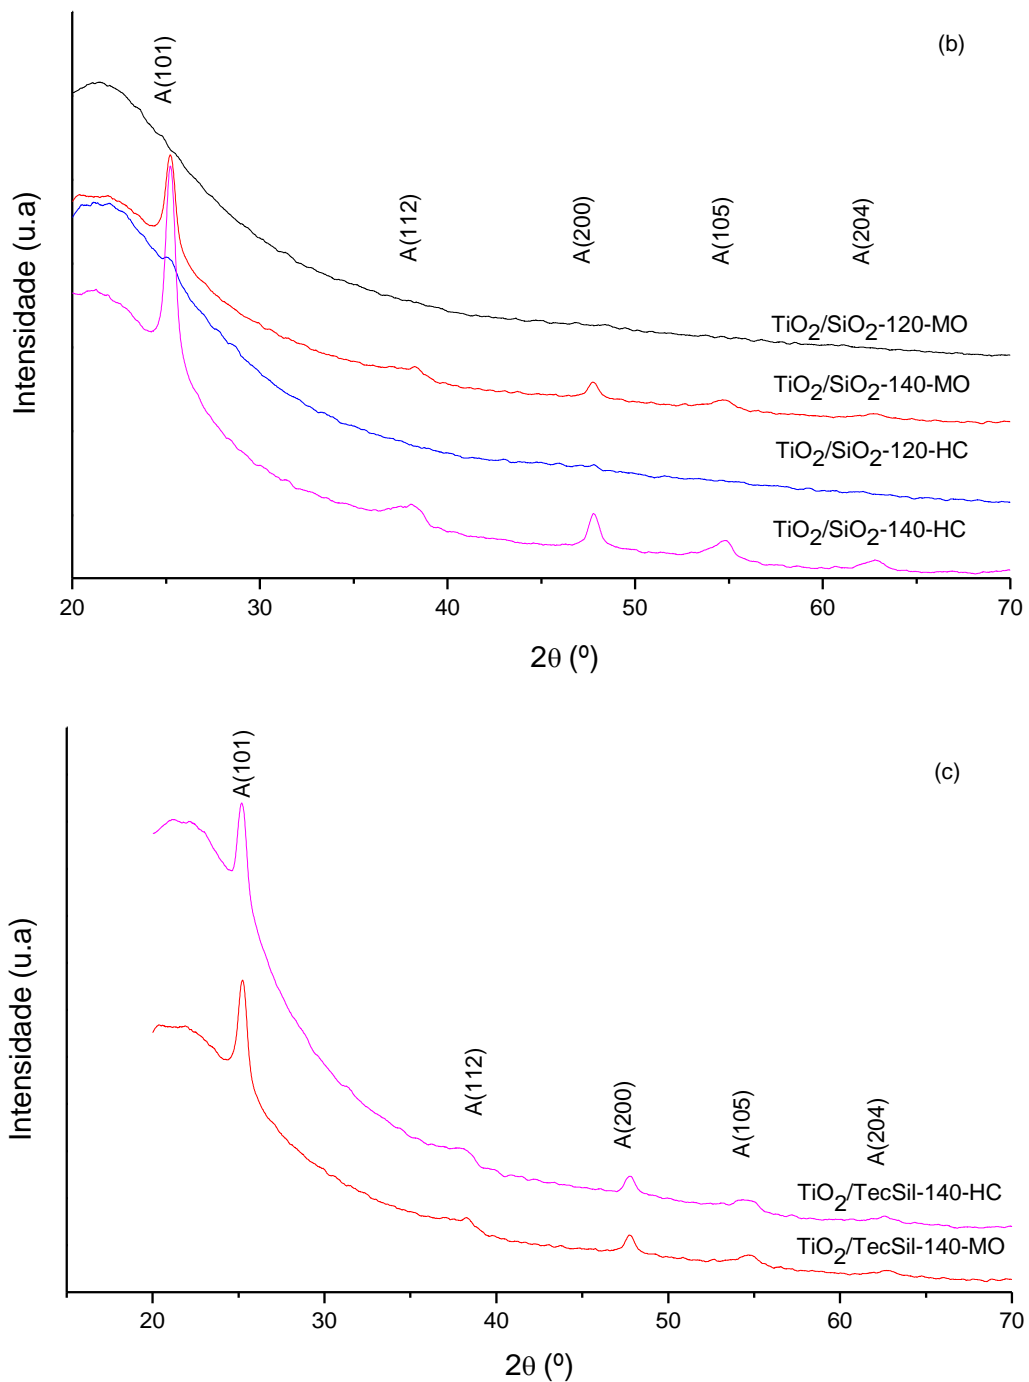 (b)
A(101)
A(112)
A(200)
A(105)
A(204)
Intensidade (u.a)
TiO2/SiO2-120-MO
TiO2/SiO2-140-MO
TiO2/SiO2-120-HC
TiO2/SiO2-140-HC
20 30 40 50 60 70
2θ (º)
(c)
A(101)
A(112)
A(200)
A(105)
A(204)
Intensidade (u.a)
TiO2/TecSil-140-HC
TiO2/TecSil-140-MO
20 30 40 50 60 70
2θ (º)